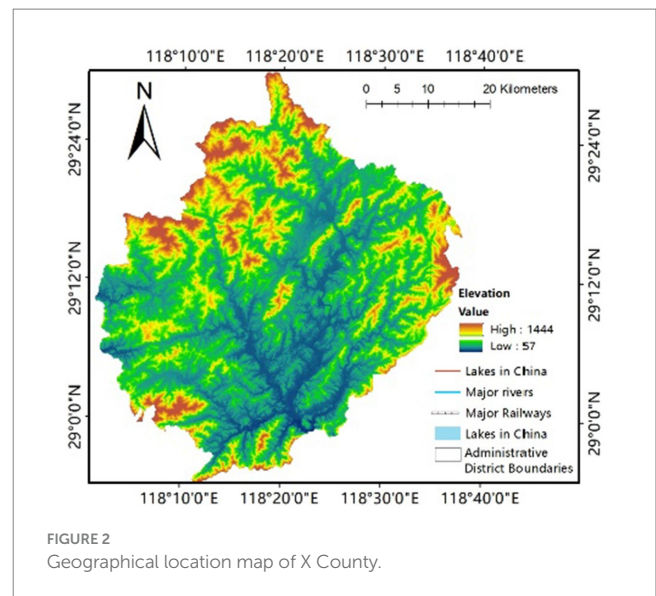 118°10'0"E 118°20'0"E 118°30'0"E 118°40'0"E
N
0 5 10 20 Kilometers
29°24'0"N
29°24'0"N
29°12'0"N
29°12'0"N
29°0'0"N
29°0'0"N
Elevation
Value
High : 1444
Low : 57
Lakes in China
Major rivers
Major Railways
Lakes in China
Administrative
District Boundaries
118°10'0"E 118°20'0"E 118°30'0"E 118°40'0"E
FIGURE 2
Geographical location map of X County.